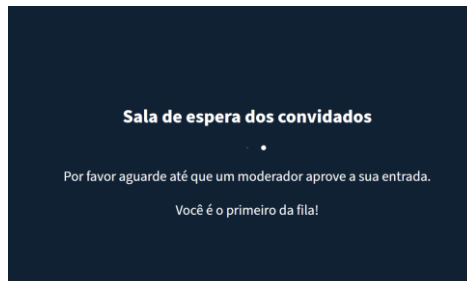 Sala de espera dos convidados
Por favor aguarde até que um moderador aprove a sua entrada.
Você é o primeiro da fila!